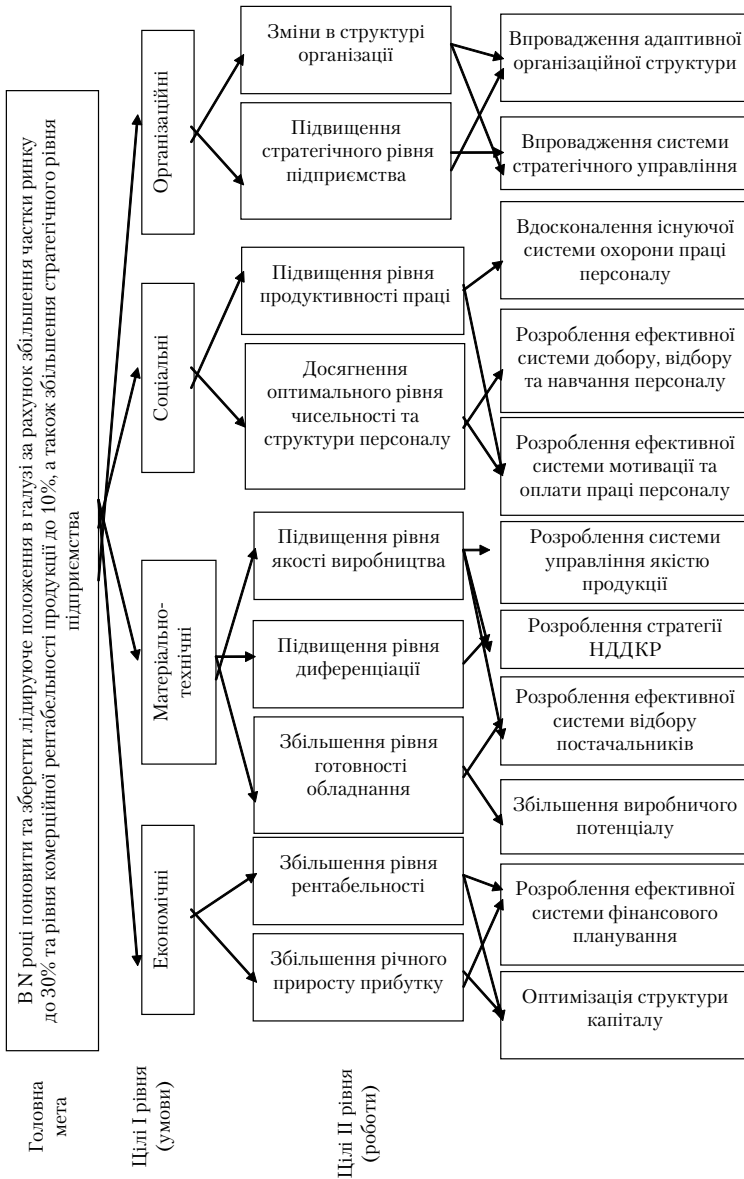 Головна
мета
В N році поновити та зберегти лідируюче положення в галузі за рахунок збільшення частки ринку
до 30% та рівня комерційної рентабельності продукції до 10%, а також збільшення стратегічного рівня
підприємства
Цілі І рівня
(умови)
Економічні
Матеріально-
технічні
Соціальні
Організаційні
Цілі ІІ рівня
(роботи)
Зміни в структурі
організації
Підвищення
стратегічного рівня
підприємства
Підвищення рівня
продуктивності праці
Досягнення
оптимального рівня
чисельності та
структури персоналу
Підвищення рівня
якості виробництва
Підвищення рівня
диференціації
Збільшення рівня
готовності
обладнання
Збільшення рівня
рентабельності
Збільшення річного
приросту прибутку
Впровадження адаптивної
організаційної структури
Впровадження системи
стратегічного управління
Вдосконалення існуючої
системи охорони праці
персоналу
Розроблення ефективної
системи добору, відбору
та навчання персоналу
Розроблення ефективної
системи мотивації та
оплати праці персоналу
Розроблення системи
управління якістю
продукції
Розроблення стратегії
НДДКР
Розроблення ефективної
системи відбору
постачальників
Збільшення виробничого
потенціалу
Розроблення ефективної
системи фінансового
планування
Оптимізація структури
капіталу